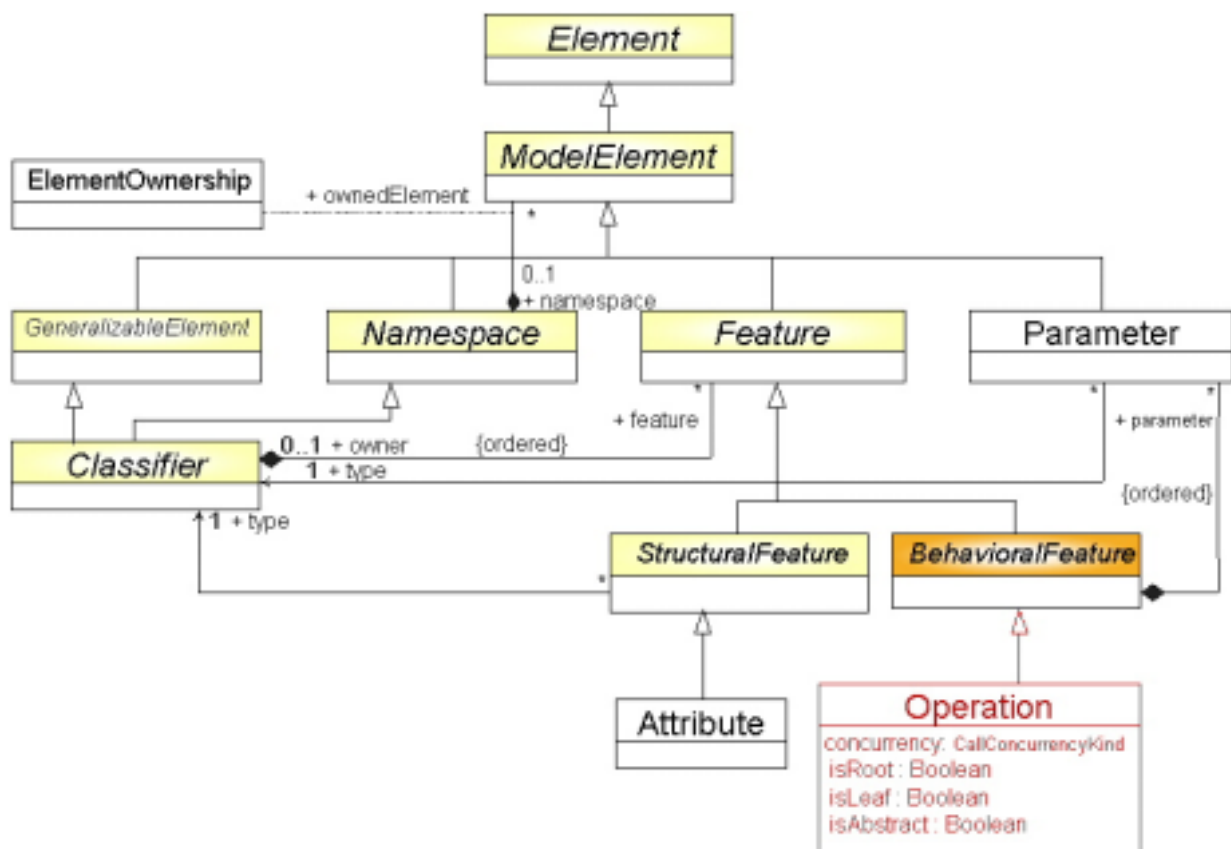 Element
ModelElement
ElementOwnership
+ ownedElement
*
0..1
+ namespace
GeneralizableElement
Namespace
Feature
Parameter
*
*
*
+ feature
+ parameter
0..1 + owner
{ordered}
Classifier
1 + type
{ordered}
1 + type
StructuralFeature
BehavioralFeature
*
Attribute
Operation
concurrency: CallConcurrencyKind
isRoot : Boolean
isLeaf : Boolean
isAbstract : Boolean